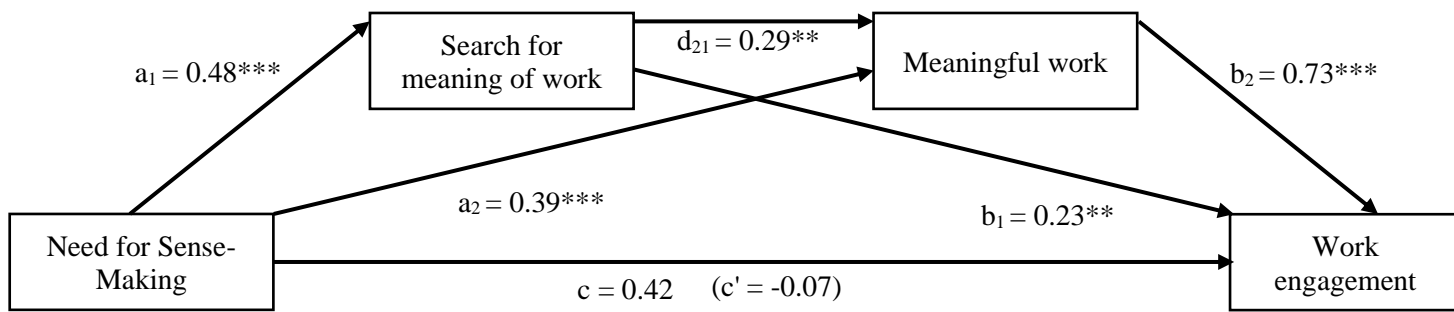 a₁ = 0.48***
Search for
meaning of work
d₂₁ = 0.29**
Meaningful work
b₂ = 0.73***
a₂ = 0.39***
b₁ = 0.23**
Need for Sense-
Making
c = 0.42 (c' = -0.07)
Work
engagement